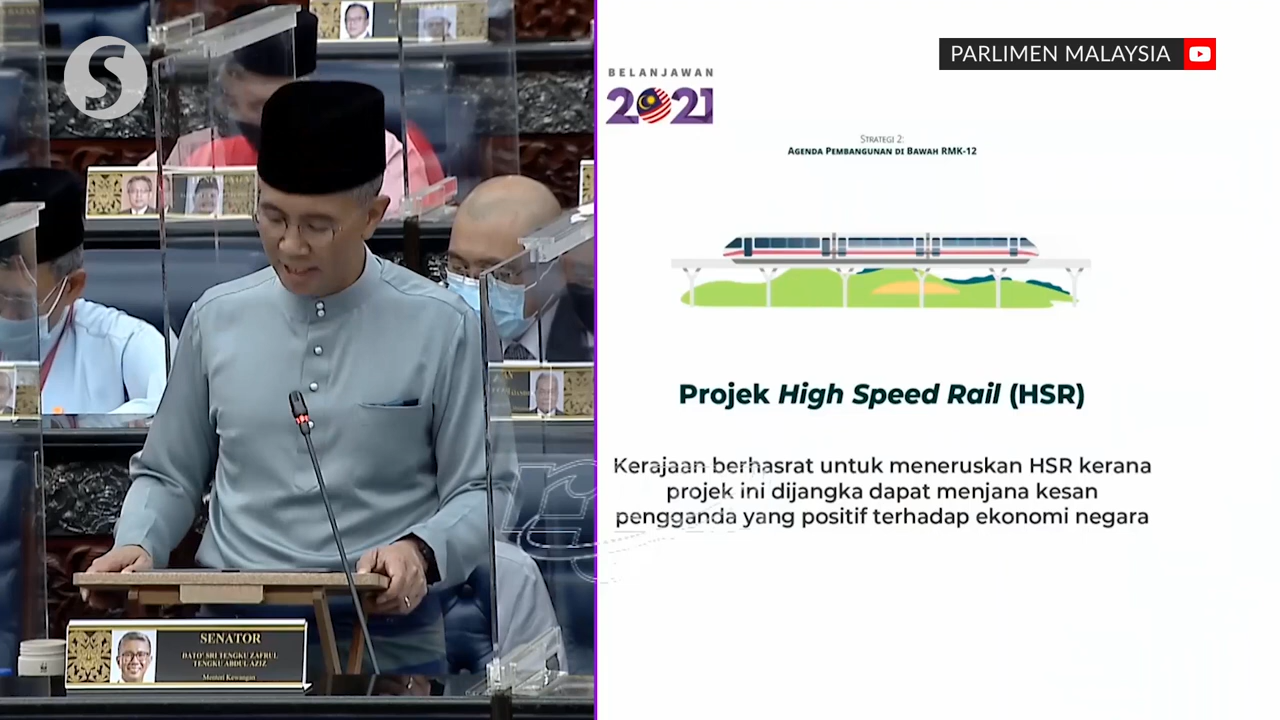 S
PARLIMEN MALAYSIA
BELANJAWAN
2021
STRATEGI 2:
AGENDA PEMBANGUNAN DI BAWAH RMK-12
Projek High Speed Rail (HSR)
Kerajaan berhasrat untuk meneruskan HSR kerana
projek ini dijangka dapat menjana kesan
pengganda yang positif terhadap ekonomi negara
SENATOR
DATO' SRI TENGKU ZAFRUL
TENGKU ABDUL AZIZ
Menteri Kewangan